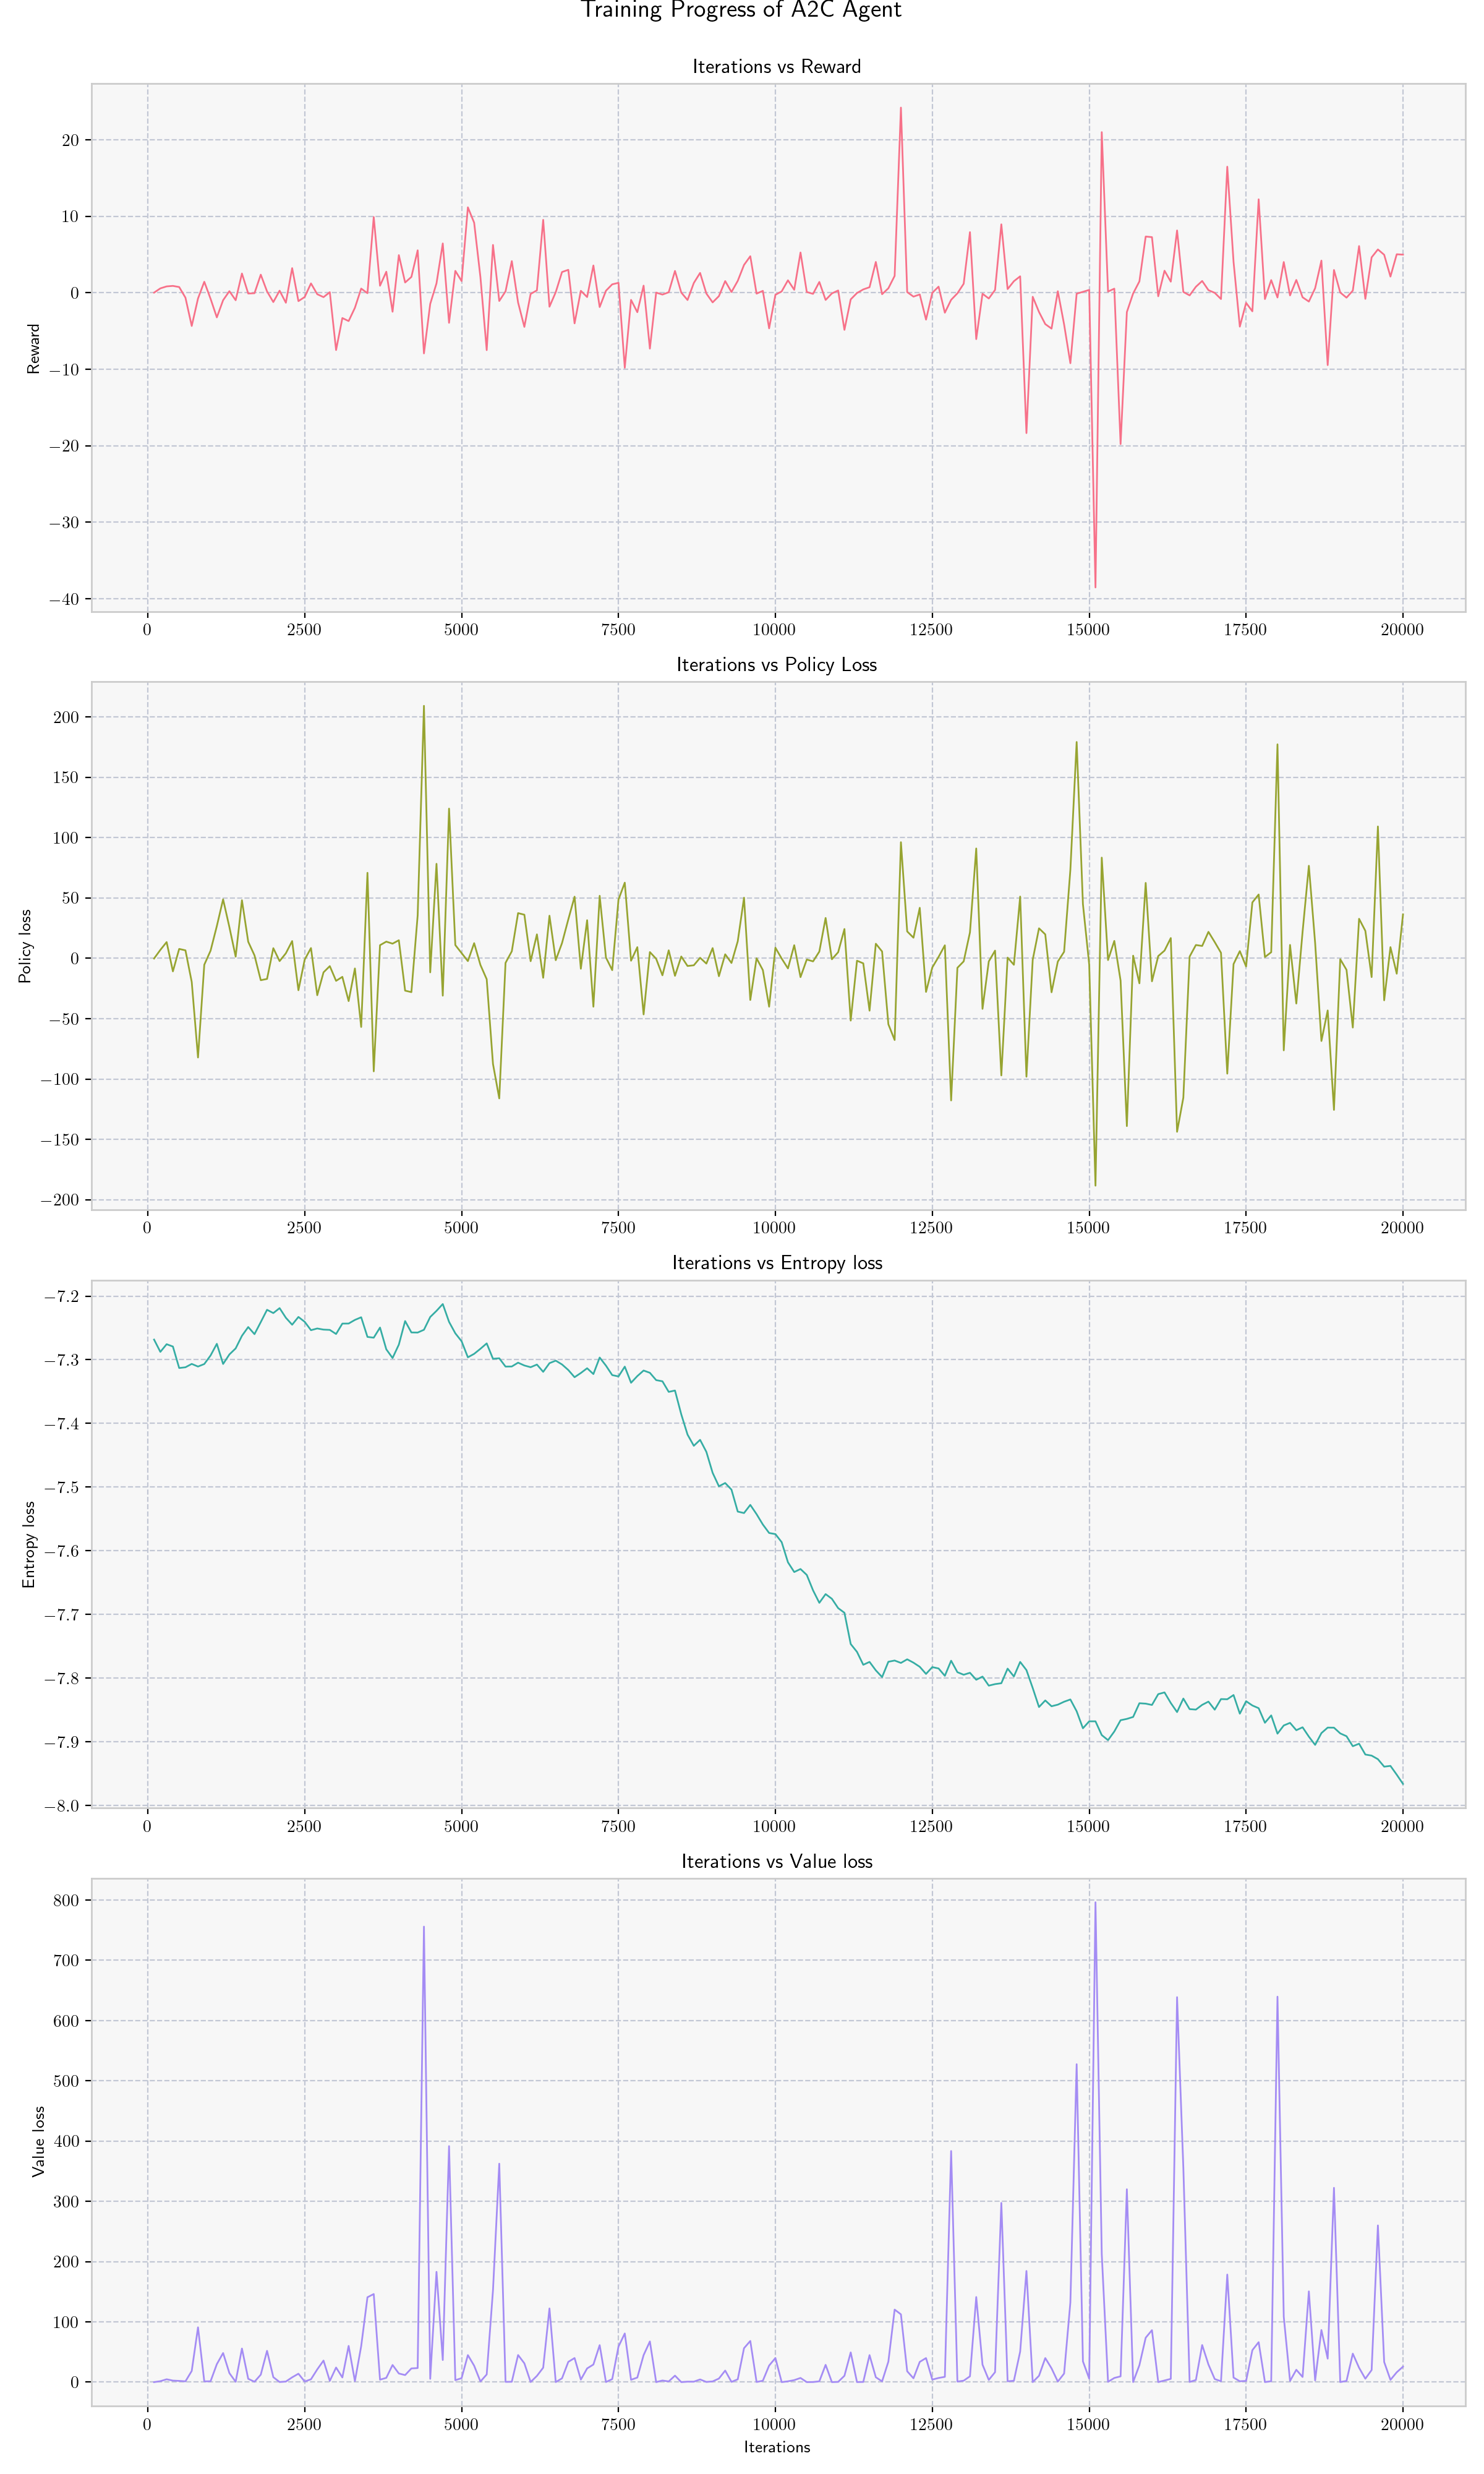 Training Progress of A2C Agent
Iterations vs Reward
20
10
0
−10
−20
−30
−40
Reward
0 2500 5000 7500 10000 12500 15000 17500 20000
Iterations vs Policy Loss
200
150
100
50
0
−50
−100
−150
−200
Policy loss
0 2500 5000 7500 10000 12500 15000 17500 20000
Iterations vs Entropy loss
−7.2
−7.3
−7.4
−7.5
−7.6
−7.7
−7.8
−7.9
−8.0
Entropy loss
0 2500 5000 7500 10000 12500 15000 17500 20000
Iterations vs Value loss
800
700
600
500
400
300
200
100
0
Value loss
0 2500 5000 7500 10000 12500 15000 17500 20000
Iterations